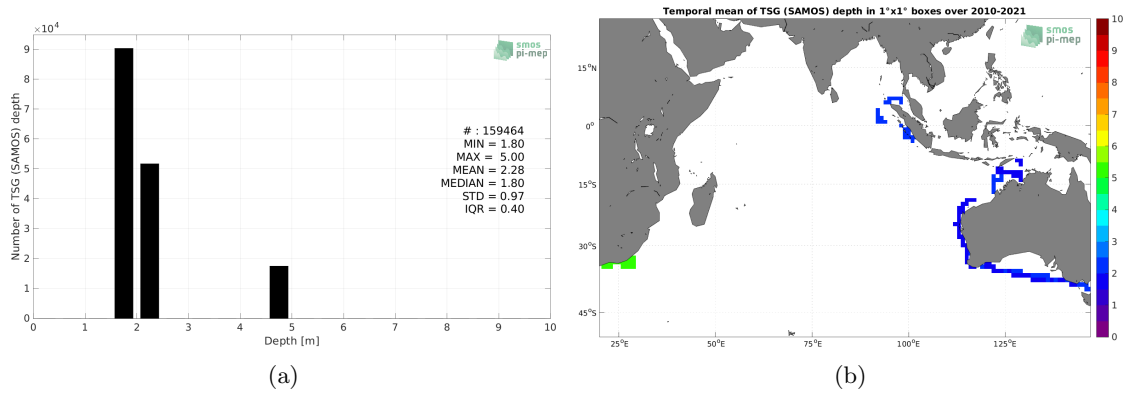 ×10⁴
9
8
7
6
5
4
3
2
1
0
Number of TSG (SAMOS) depth
smos
pi-mep
# : 159464
MIN = 1.80
MAX = 5.00
MEAN = 2.28
MEDIAN = 1.80
STD = 0.97
IQR = 0.40
0 1 2 3 4 5 6 7 8 9 10
Depth [m]
(a)
Temporal mean of TSG (SAMOS) depth in 1°x1° boxes over 2010-2021
smos
pi-mep
15°N
0°
15°S
30°S
45°S
25°E 50°E 75°E 100°E 125°E
10
9
8
7
6
5
4
3
2
1
0
(b)